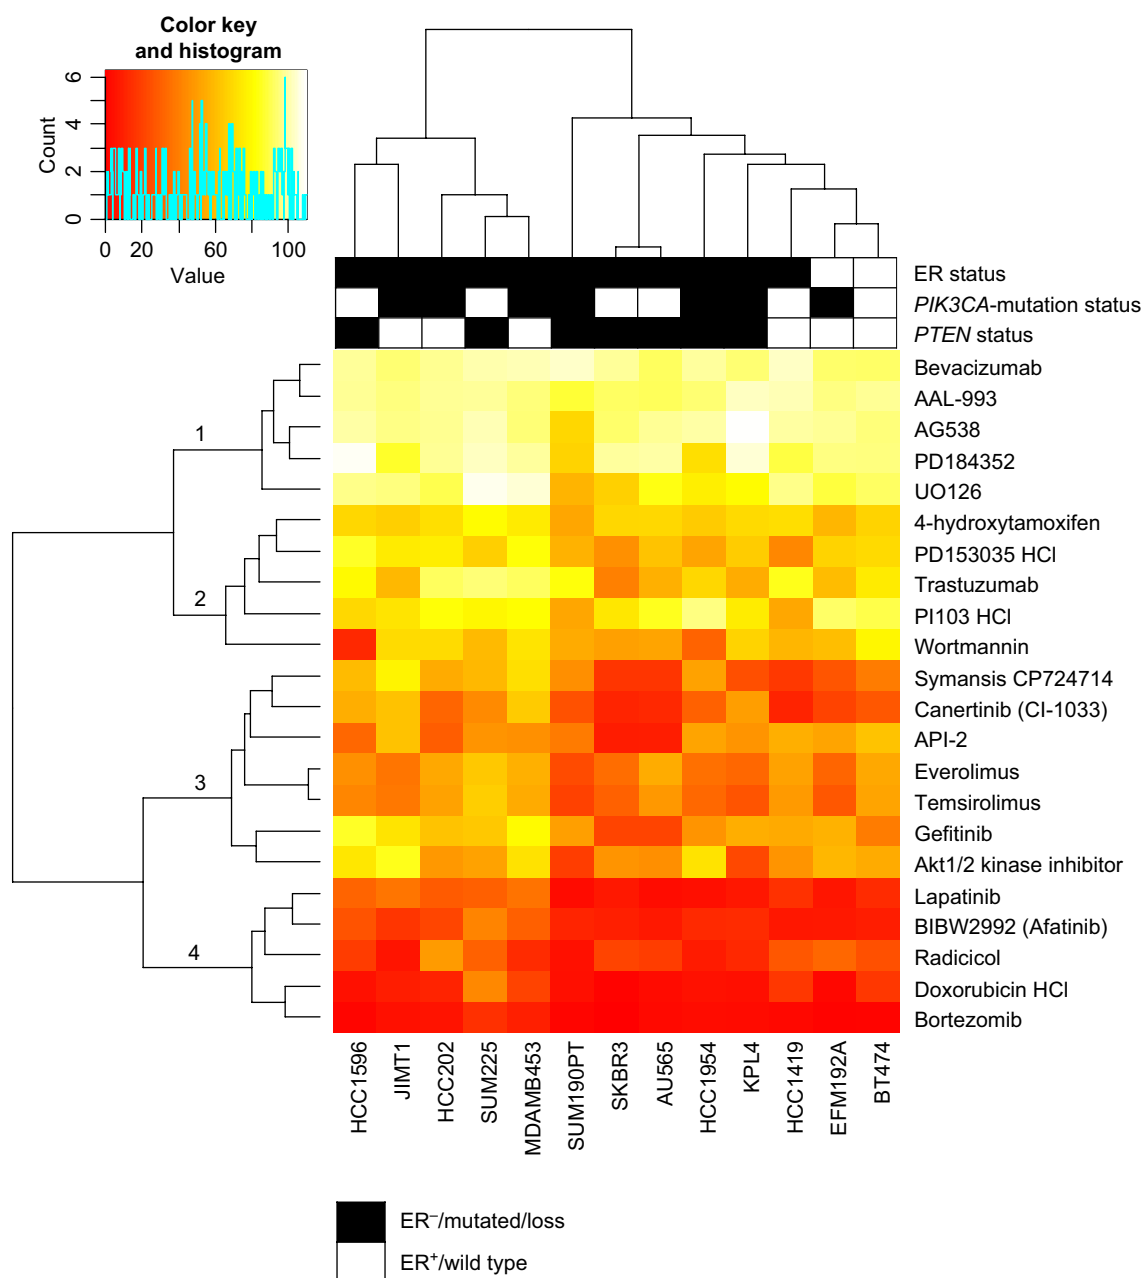 Color key
and histogram
Count
0
2
4
6
0 20 60 100
Value
ER status
PIK3CA-mutation status
PTEN status
1
2
3
4
Bevacizumab
AAL-993
AG538
PD184352
UO126
4-hydroxytamoxifen
PD153035 HCl
Trastuzumab
PI103 HCl
Wortmannin
Symansis CP724714
Canertinib (CI-1033)
API-2
Everolimus
Temsirolimus
Gefitinib
Akt1/2 kinase inhibitor
Lapatinib
BIBW2992 (Afatinib)
Radicicol
Doxorubicin HCl
Bortezomib
HCC1596
JIMT1
HCC202
SUM225
MDAMB453
SUM190PT
SKBR3
AU565
HCC1954
KPL4
HCC1419
EFM192A
BT474
ER⁻/mutated/loss
ER⁺/wild type